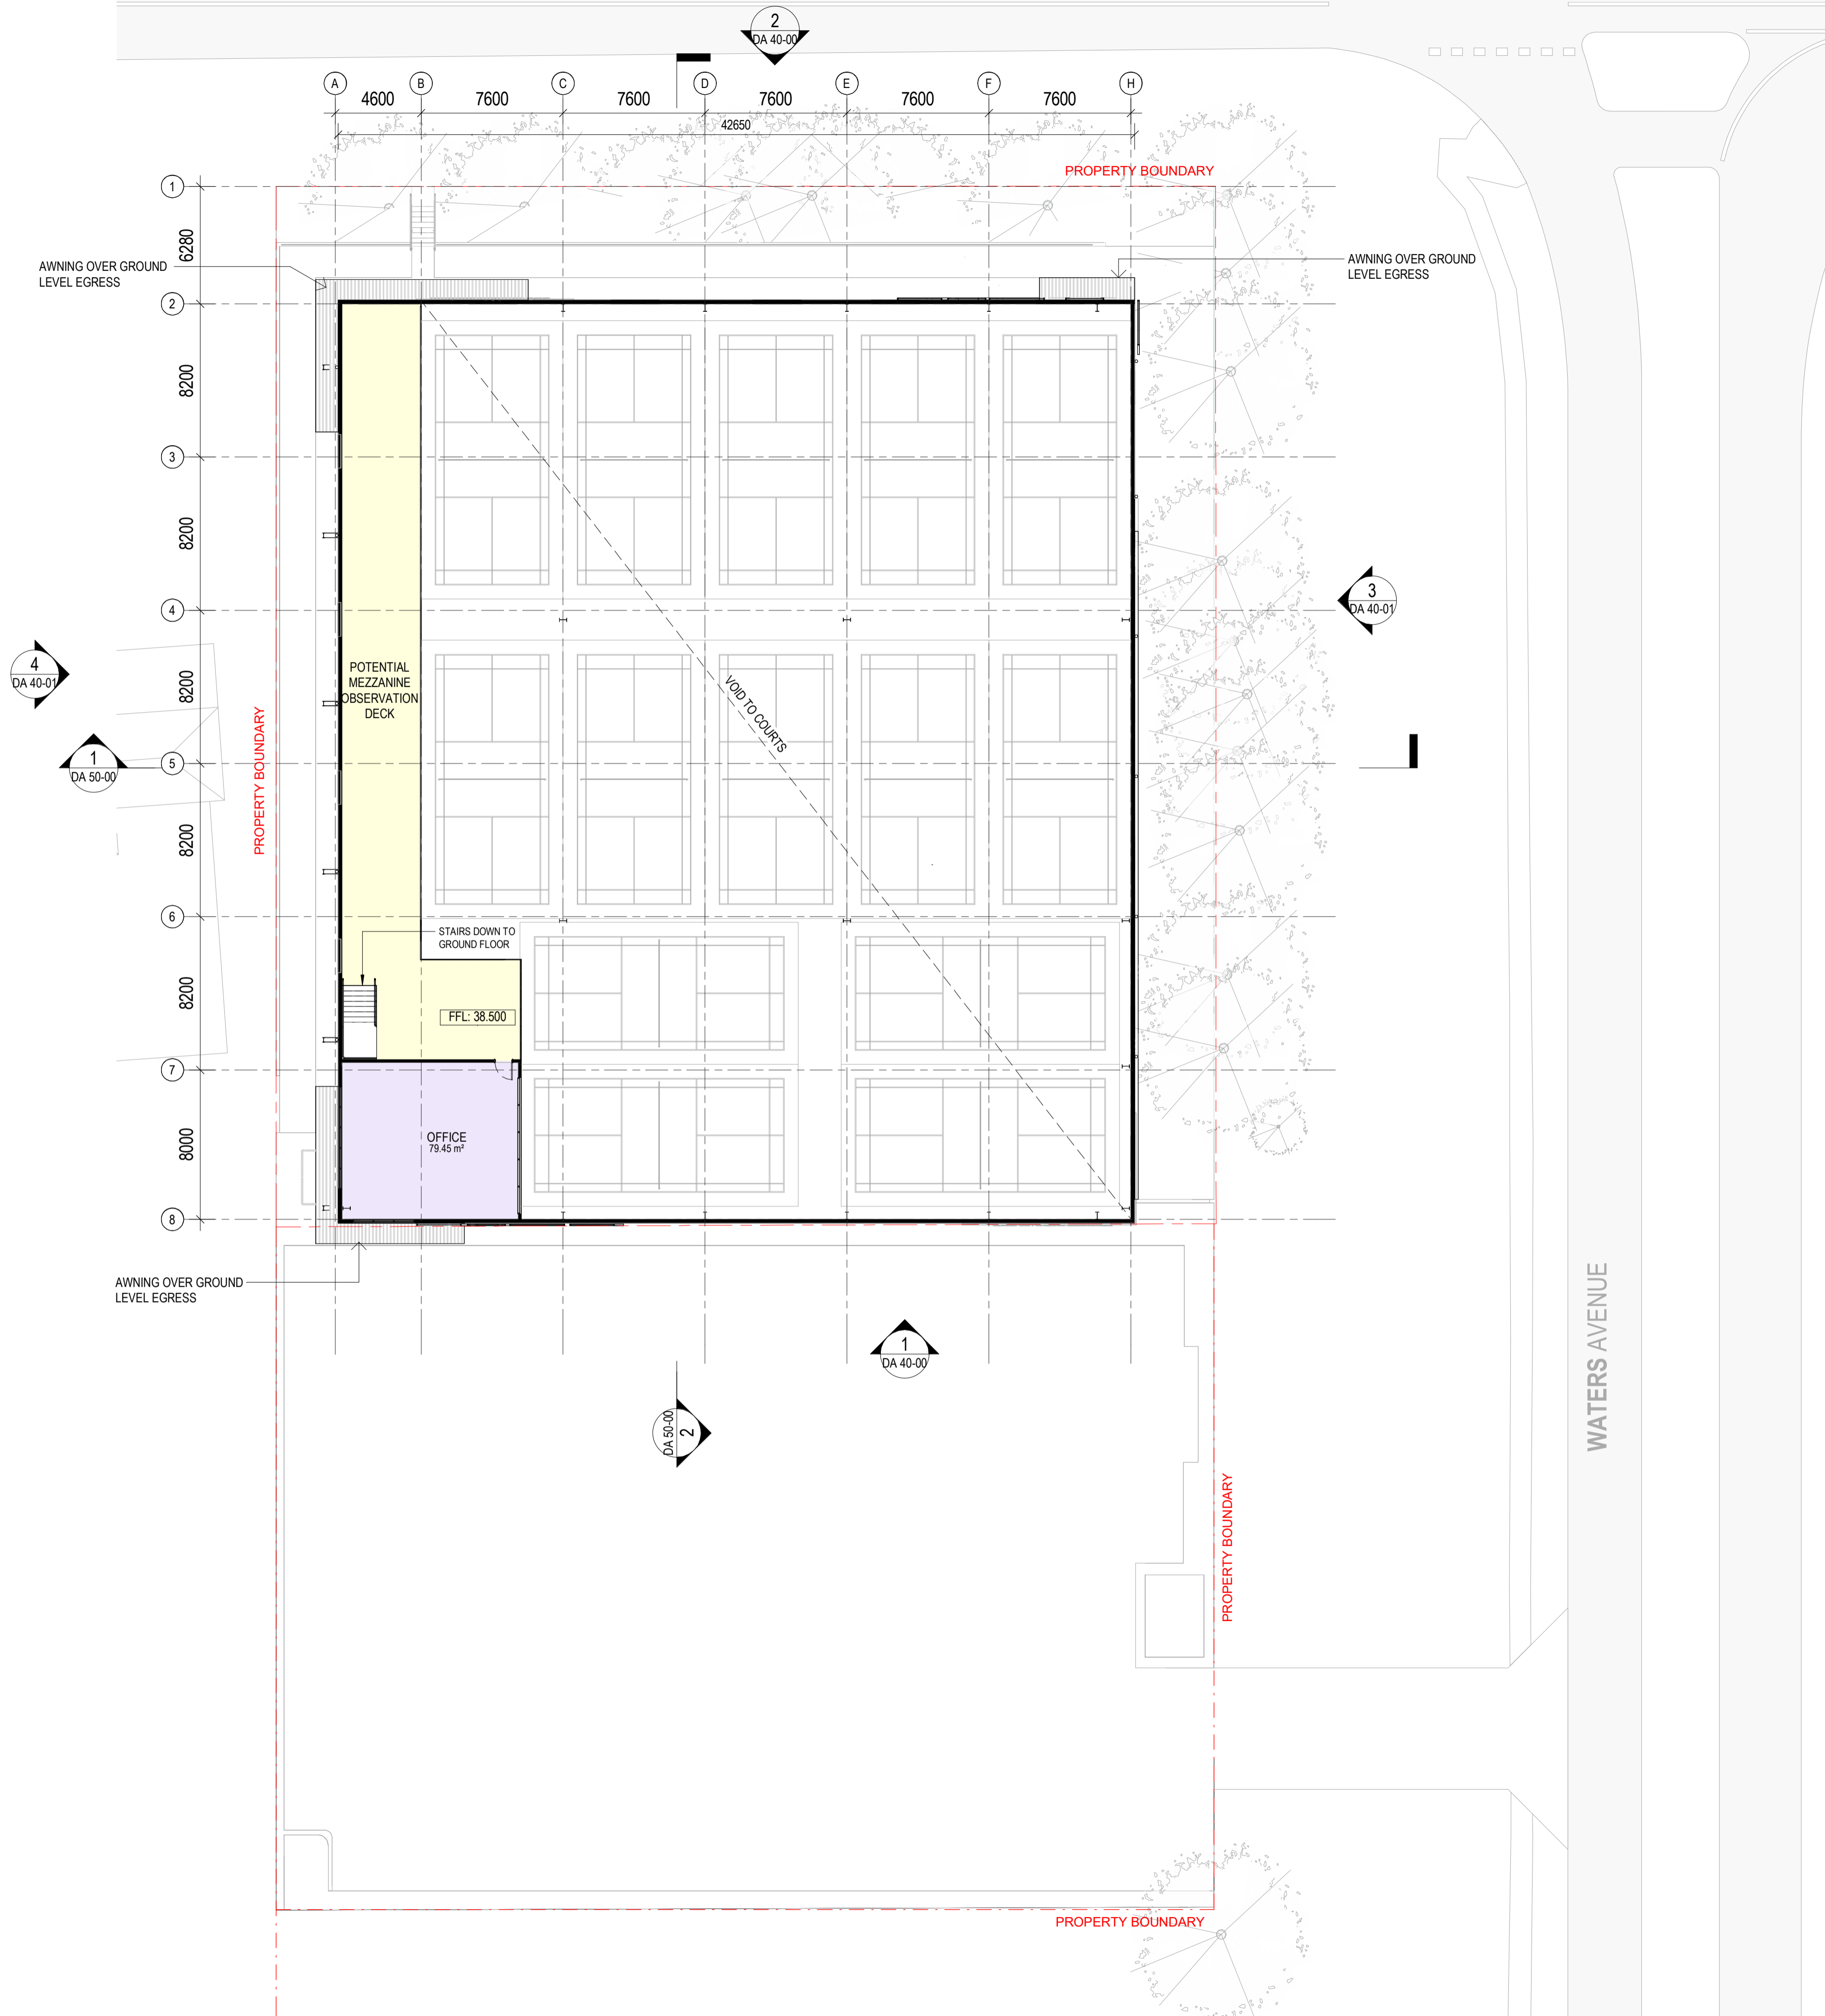 2
DA 40-00
A
B
C
D
E
F
H
4600
7600
7600
7600
7600
7600
42650
PROPERTY BOUNDARY
1
6280
AWNING OVER GROUND
LEVEL EGRESS
AWNING OVER GROUND
LEVEL EGRESS
2
8200
3
8200
4
3
DA 40-01
4
DA 40-01
8200
POTENTIAL
MEZZANINE
OBSERVATION
DECK
VOID TO COURTS
PROPERTY BOUNDARY
1
DA 50-00
5
8200
6
STAIRS DOWN TO
GROUND FLOOR
8200
FFL: 38.500
7
OFFICE
79.45 m²
8000
8
AWNING OVER GROUND
LEVEL EGRESS
1
DA 40-00
WATERS AVENUE
DA 50-00
2
PROPERTY BOUNDARY
PROPERTY BOUNDARY